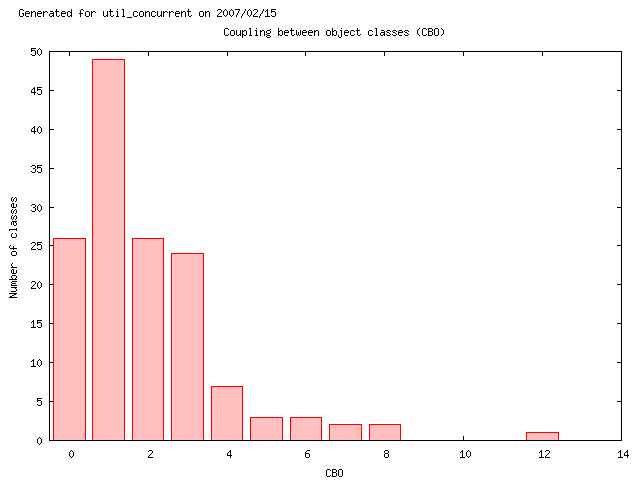 Generated for util_concurrent on 2007/02/15
Coupling between object classes (CBO)
50
45
40
35
30
25
20
15
10
5
0
Number of classes
0 2 4 6 8 10 12 14
CBO